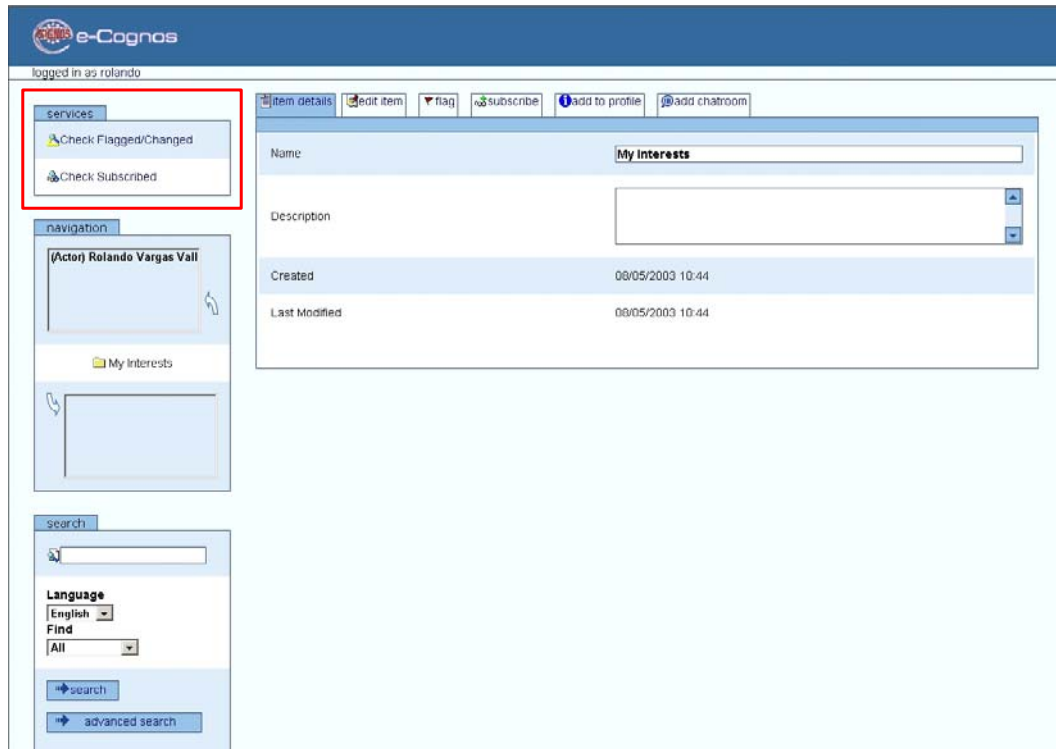 e-Cognos
logged in as rolando
services
Check Flagged/Changed
Check Subscribed
navigation
(Actor) Rolando Vargas Vall
My Interests
search
Language
English
Find
All
search
advanced search
item details edit item flag subscribe add to profile add chatroom
Name My Interests
Description
Created 08/05/2003 10:44
Last Modified 08/05/2003 10:44